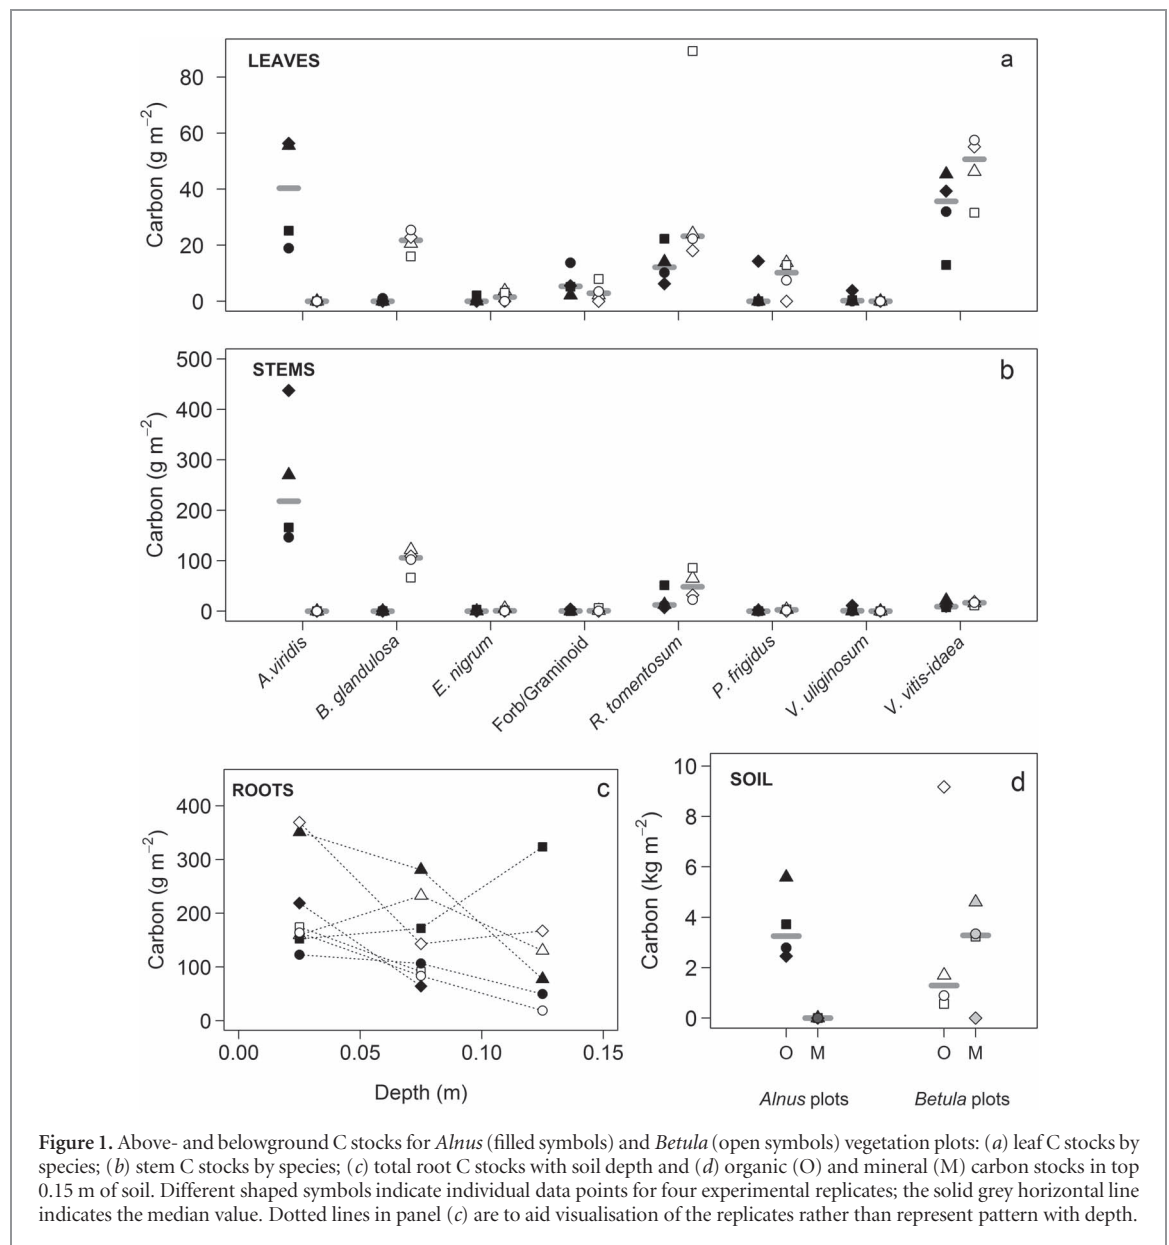 LEAVES
a
80
60
40
20
0
Carbon (g m−2)
STEMS
b
500
400
300
200
100
0
Carbon (g m−2)
A.viridis
B. glandulosa
E. nigrum
Forb/Graminoid
R. tomentosum
P. frigidus
V. uliginosum
V. vitis-idaea
ROOTS
c
400
300
200
100
0
Carbon (g m−2)
0.00 0.05 0.10 0.15
Depth (m)
SOIL
d
10
8
6
4
2
0
Carbon (kg m−2)
O M O M
Alnus plots Betula plots
Figure 1. Above- and belowground C stocks for Alnus (filled symbols) and Betula (open symbols) vegetation plots: (a) leaf C stocks by
species; (b) stem C stocks by species; (c) total root C stocks with soil depth and (d) organic (O) and mineral (M) carbon stocks in top
0.15 m of soil. Different shaped symbols indicate individual data points for four experimental replicates; the solid grey horizontal line
indicates the median value. Dotted lines in panel (c) are to aid visualisation of the replicates rather than represent pattern with depth.